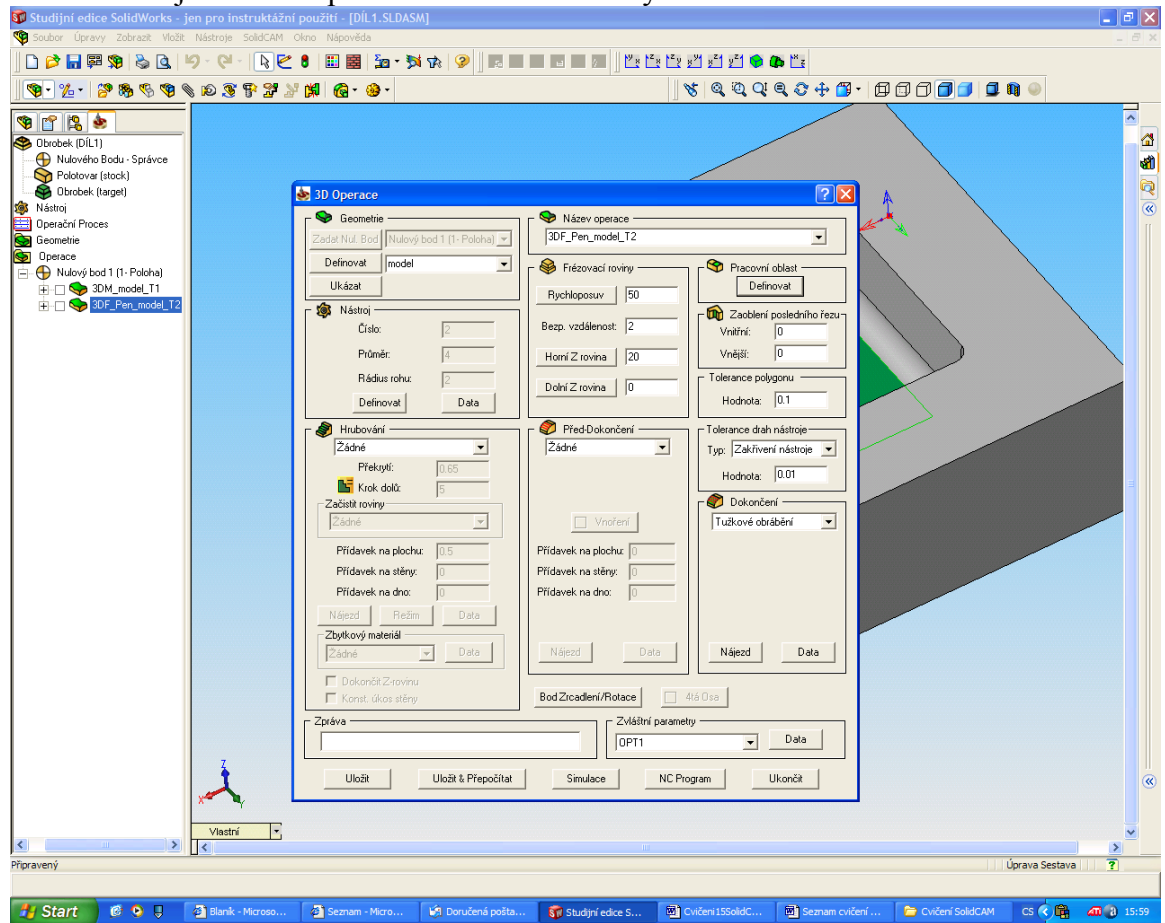 Studijní edice SolidWorks - jen pro instruktážní použití - [DÍL1.SLDASM]
Soubor Úpravy Zobrazit Vložit Nástroje SolidCAM Okno Nápověda
Obrobek (DÍL1)
Nulového Bodu - Správce
Polotovar (stock)
Obrobek (target)
Nástroj
Operační Proces
Geometrie
Operace
Nulový bod 1 (1- Poloha)
3DM_model_T1
3DF_Pen_model_T2
3D Operace
Geometrie
Zadat Nul. Bod Nulový bod 1 (1- Poloha)
Definovat model
Ukázat
Název operace
3DF_Pen_model_T2
Nástroj
Číslo: 2
Průměr: 4
Rádius rohu: 2
Definovat Data
Frézovací roviny
Rychloposuv 50
Bezp. vzdálenost: 2
Horní Z rovina 20
Dolní Z rovina 0
Pracovní oblast
Definovat
Zaoblení posledního řezu
Vnitřní: 0
Vnější: 0
Tolerance polygonu
Hodnota: 0.1
Hrubování
Žádné
Překrytí: 0.65
Krok dolů: 5
Začistit roviny
Žádné
Přídavek na plochu: 0.5
Přídavek na stěny: 0
Přídavek na dno: 0
Nájezd Režim Data
Zbytkový materiál
Žádné Data
Dokončit Z-rovinu
Konst. úkos stěny
Před-Dokončení
Žádné
Vnoření
Přídavek na plochu: 0
Přídavek na stěny: 0
Přídavek na dno: 0
Nájezd Data
Tolerance drah nástroje
Typ: Zakřivení nástroje
Hodnota: 0.01
Dokončení
Tužkové obrábění
Nájezd Data
Bod Zrcadlení/Rotace 4tá Osa
Zpráva
Zvláštní parametry
OPT1 Data
Uložit Uložit & Přepočítat Simulace NC Program Ukončit
Z
X
Y
Vlastní
Připravený
Úprava Sestava
Start
Blaník - Microso...
Seznam - Micro...
Doručená pošta...
Studijní edice S...
Cvičení15SolidC...
Seznam cvičení ...
Cvičení SolidCAM
CS
15:59